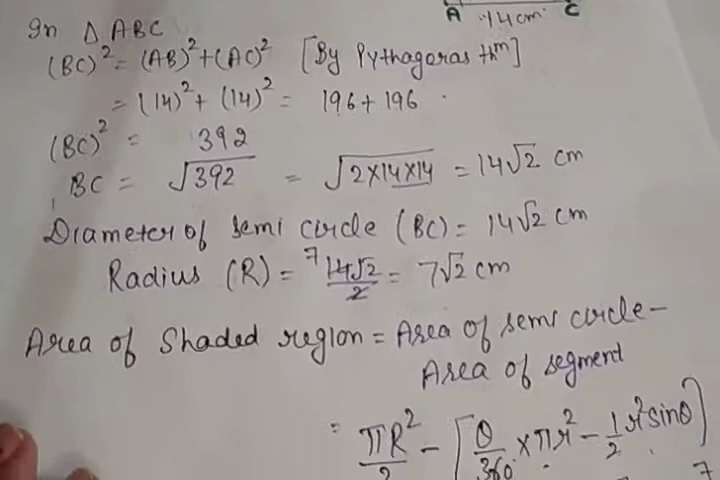 A 14cm C
In Δ ABC
(BC)² = (AB)² + (AC)² [By Pythagoras thm]
= (14)² + (14)² = 196 + 196
(BC)² = 392
BC = √392 = √2×14×14 = 14√2 cm
Diameter of semi circle (BC) = 14√2 cm
Radius (R) = 7 14√2/2 = 7√2 cm
Area of Shaded region = Area of semi circle –
Area of segment
= πR²/2 – [θ/360 × πr² – 1/2 r² sinθ]
7